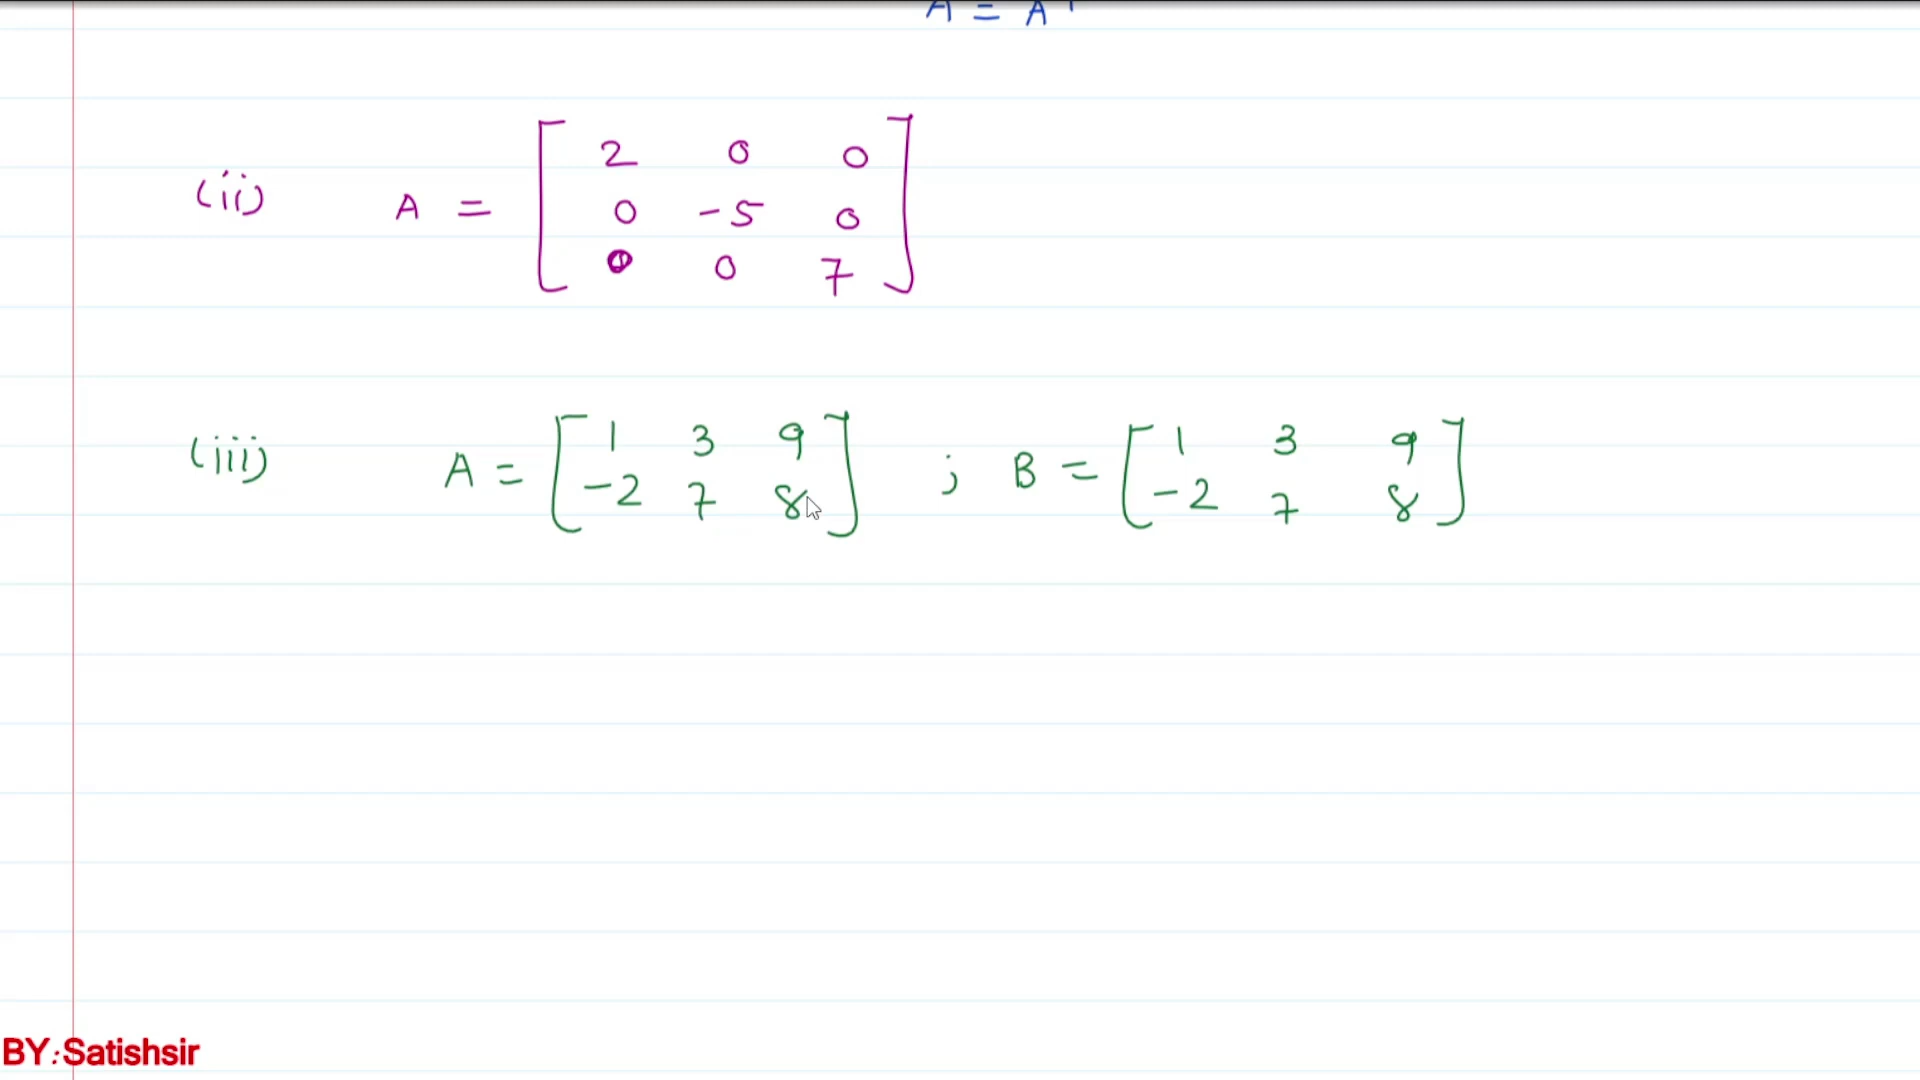 A = A
(ii) A = [ 2 0 0
0 -5 0
0 0 7 ]
(iii) A = [ 1 3 9 ; B = [ 1 3 9
-2 7 8 ] -2 7 8 ]
BY:Satishsir